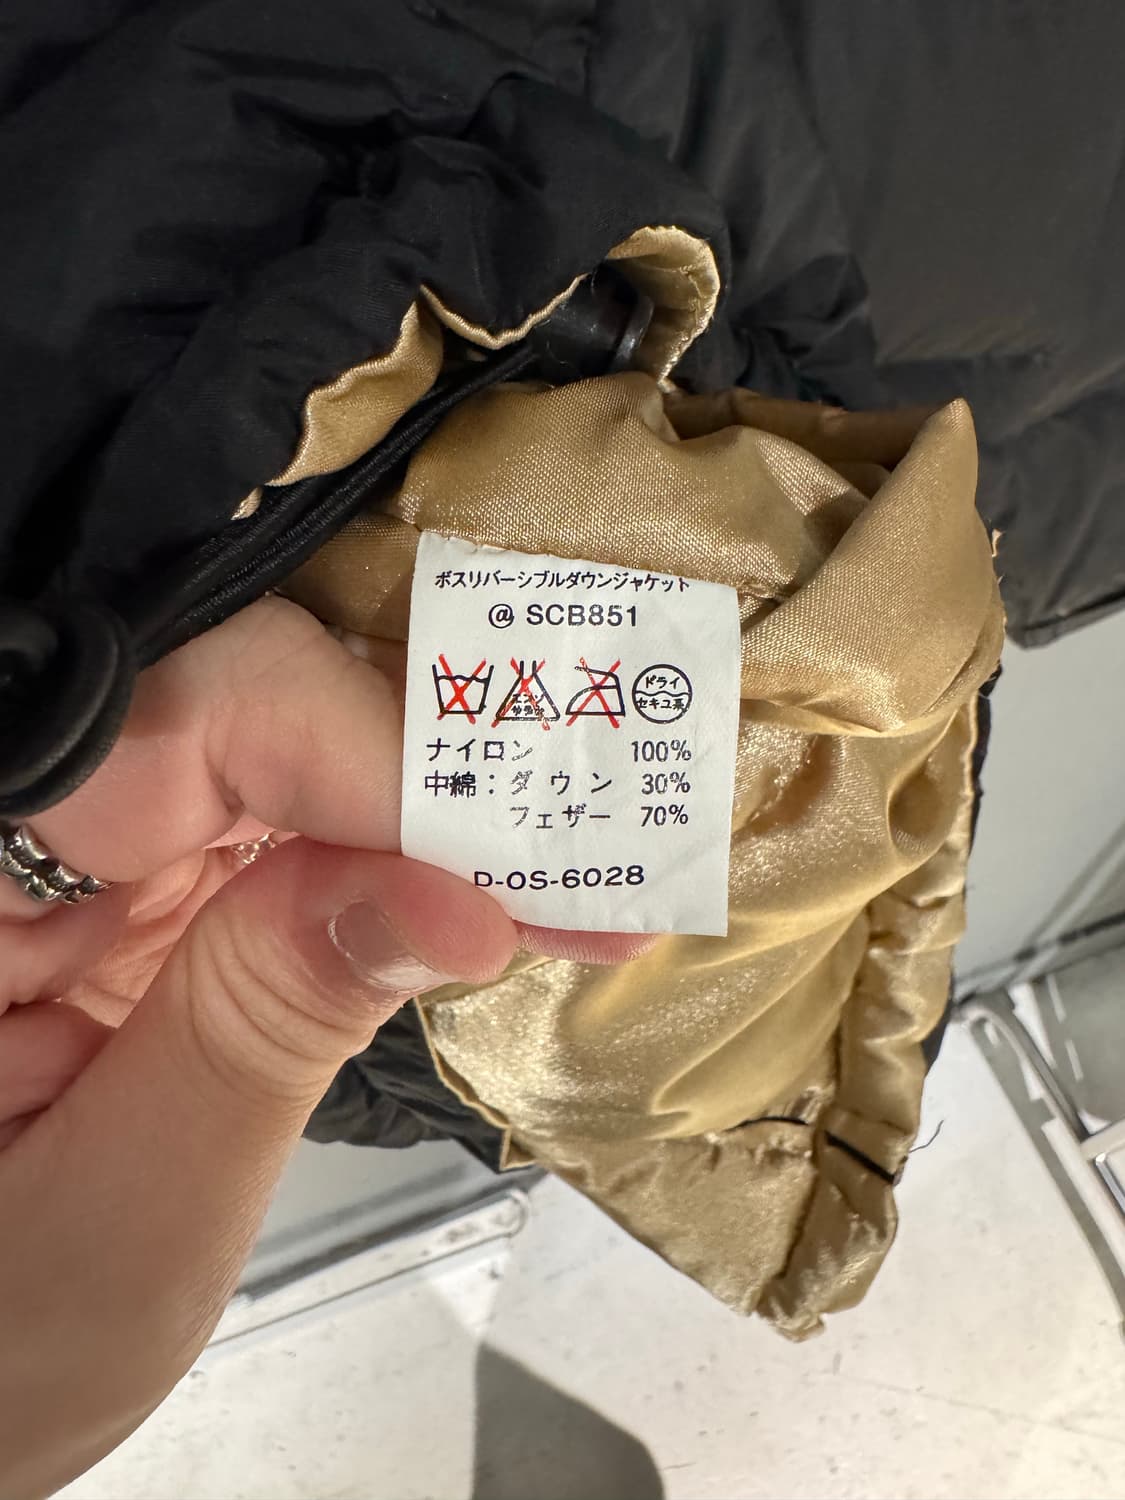 ボスリバーシブルダウンジャケット
@ SCB851
エンソ
サラシ
ドライ
セキユ系
ナイロン 100%
中綿：ダウン 30%
フェザー 70%
D-OS-6028